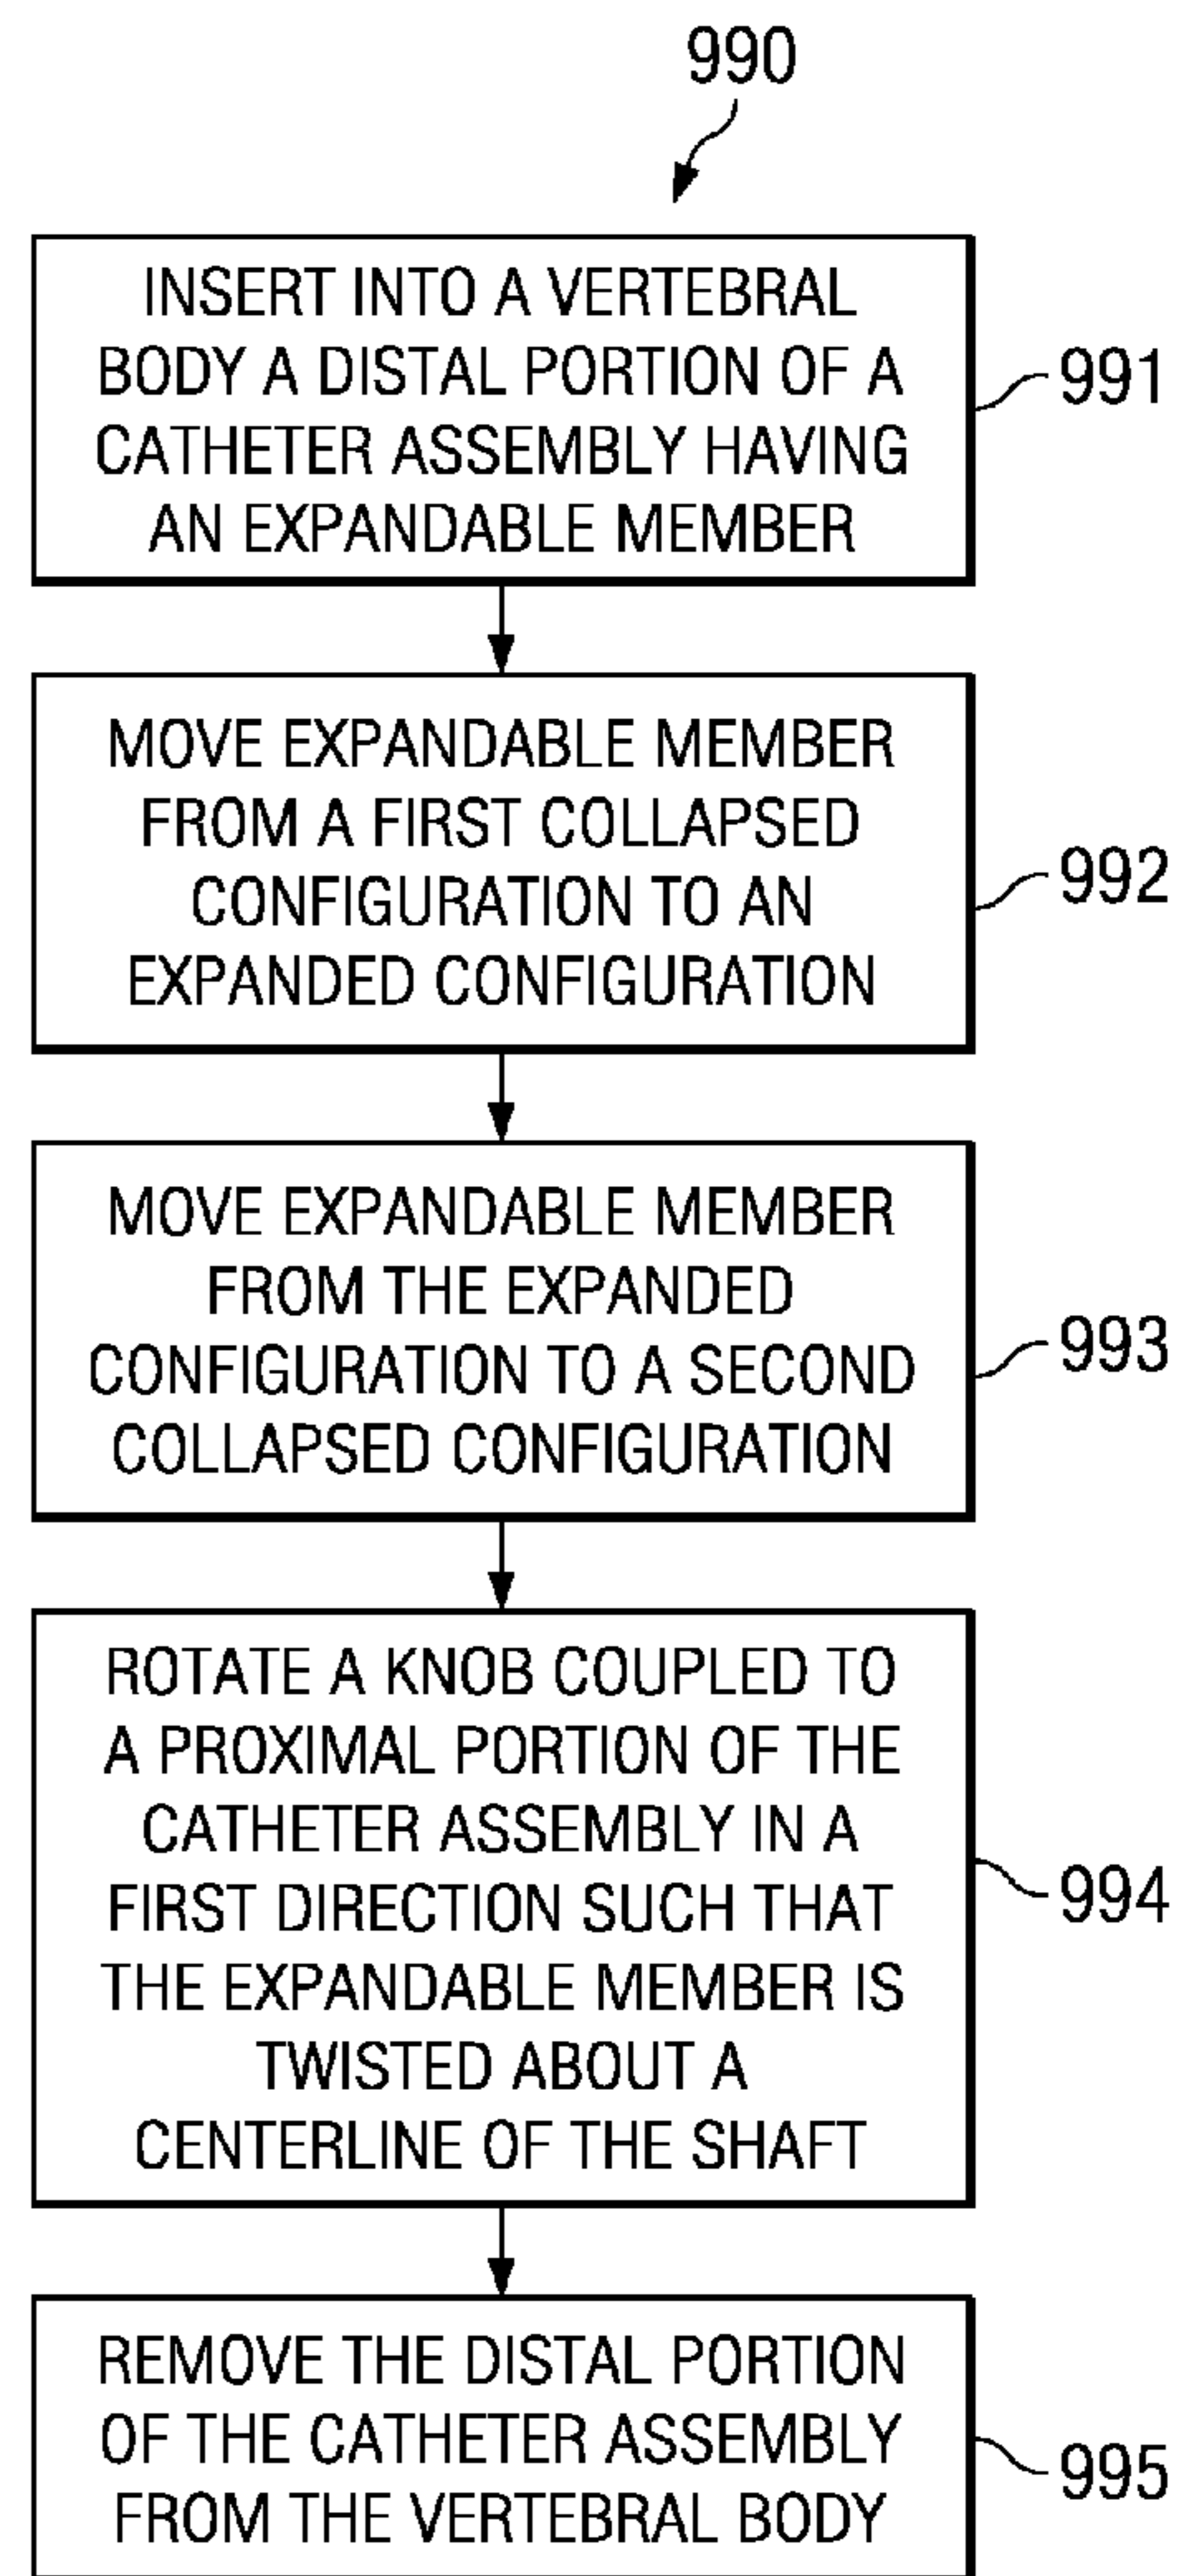 990
INSERT INTO A VERTEBRAL
BODY A DISTAL PORTION OF A
CATHETER ASSEMBLY HAVING
AN EXPANDABLE MEMBER
991
MOVE EXPANDABLE MEMBER
FROM A FIRST COLLAPSED
CONFIGURATION TO AN
EXPANDED CONFIGURATION
992
MOVE EXPANDABLE MEMBER
FROM THE EXPANDED
CONFIGURATION TO A SECOND
COLLAPSED CONFIGURATION
993
ROTATE A KNOB COUPLED TO
A PROXIMAL PORTION OF THE
CATHETER ASSEMBLY IN A
FIRST DIRECTION SUCH THAT
THE EXPANDABLE MEMBER IS
TWISTED ABOUT A
CENTERLINE OF THE SHAFT
994
REMOVE THE DISTAL PORTION
OF THE CATHETER ASSEMBLY
FROM THE VERTEBRAL BODY
995